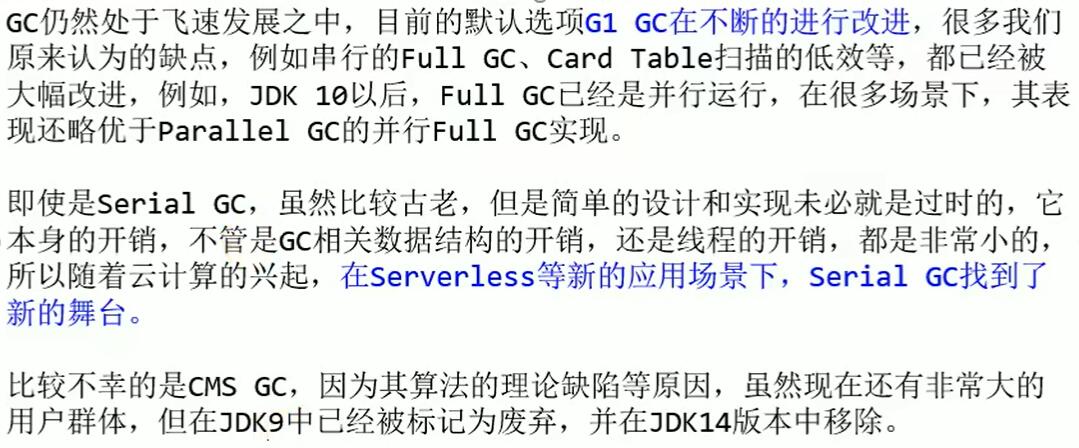 GC仍然处于飞速发展之中，目前的默认选项G1 GC在不断的进行改进，很多我们
原来认为的缺点，例如串行的Full GC、Card Table扫描的低效等，都已经被
大幅改进，例如，JDK 10以后，Full GC已经是并行运行，在很多场景下，其表
现还略优于Parallel GC的并行Full GC实现。
即使是Serial GC，虽然比较古老，但是简单的设计和实现未必就是过时的，它
本身的开销，不管是GC相关数据结构的开销，还是线程的开销，都是非常小的，
所以随着云计算的兴起，在Serverless等新的应用场景下，Serial GC找到了
新的舞台。
比较不幸的是CMS GC，因为其算法的理论缺陷等原因，虽然现在还有非常大的
用户群体，但在JDK9中已经被标记为废弃，并在JDK14版本中移除。